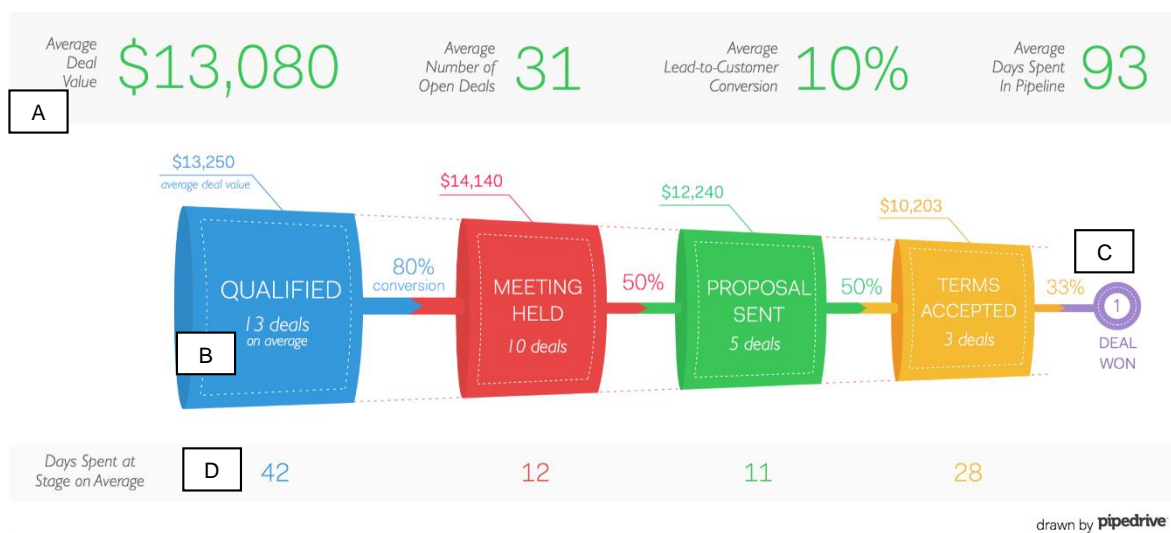 Average
Deal
Value
$13,080
Average
Number of
Open Deals
31
Average
Lead-to-Customer
Conversion
10%
Average
Days Spent
In Pipeline
93
A
$13,250
average deal value
$14,140
$12,240
$10,203
C
QUALIFIED
13 deals
on average
B
80%
conversion
MEETING
HELD
10 deals
50%
PROPOSAL
SENT
5 deals
50%
TERMS
ACCEPTED
3 deals
33%
1
DEAL
WON
Days Spent at
Stage on Average
D
42
12
11
28
drawn by pipedrive